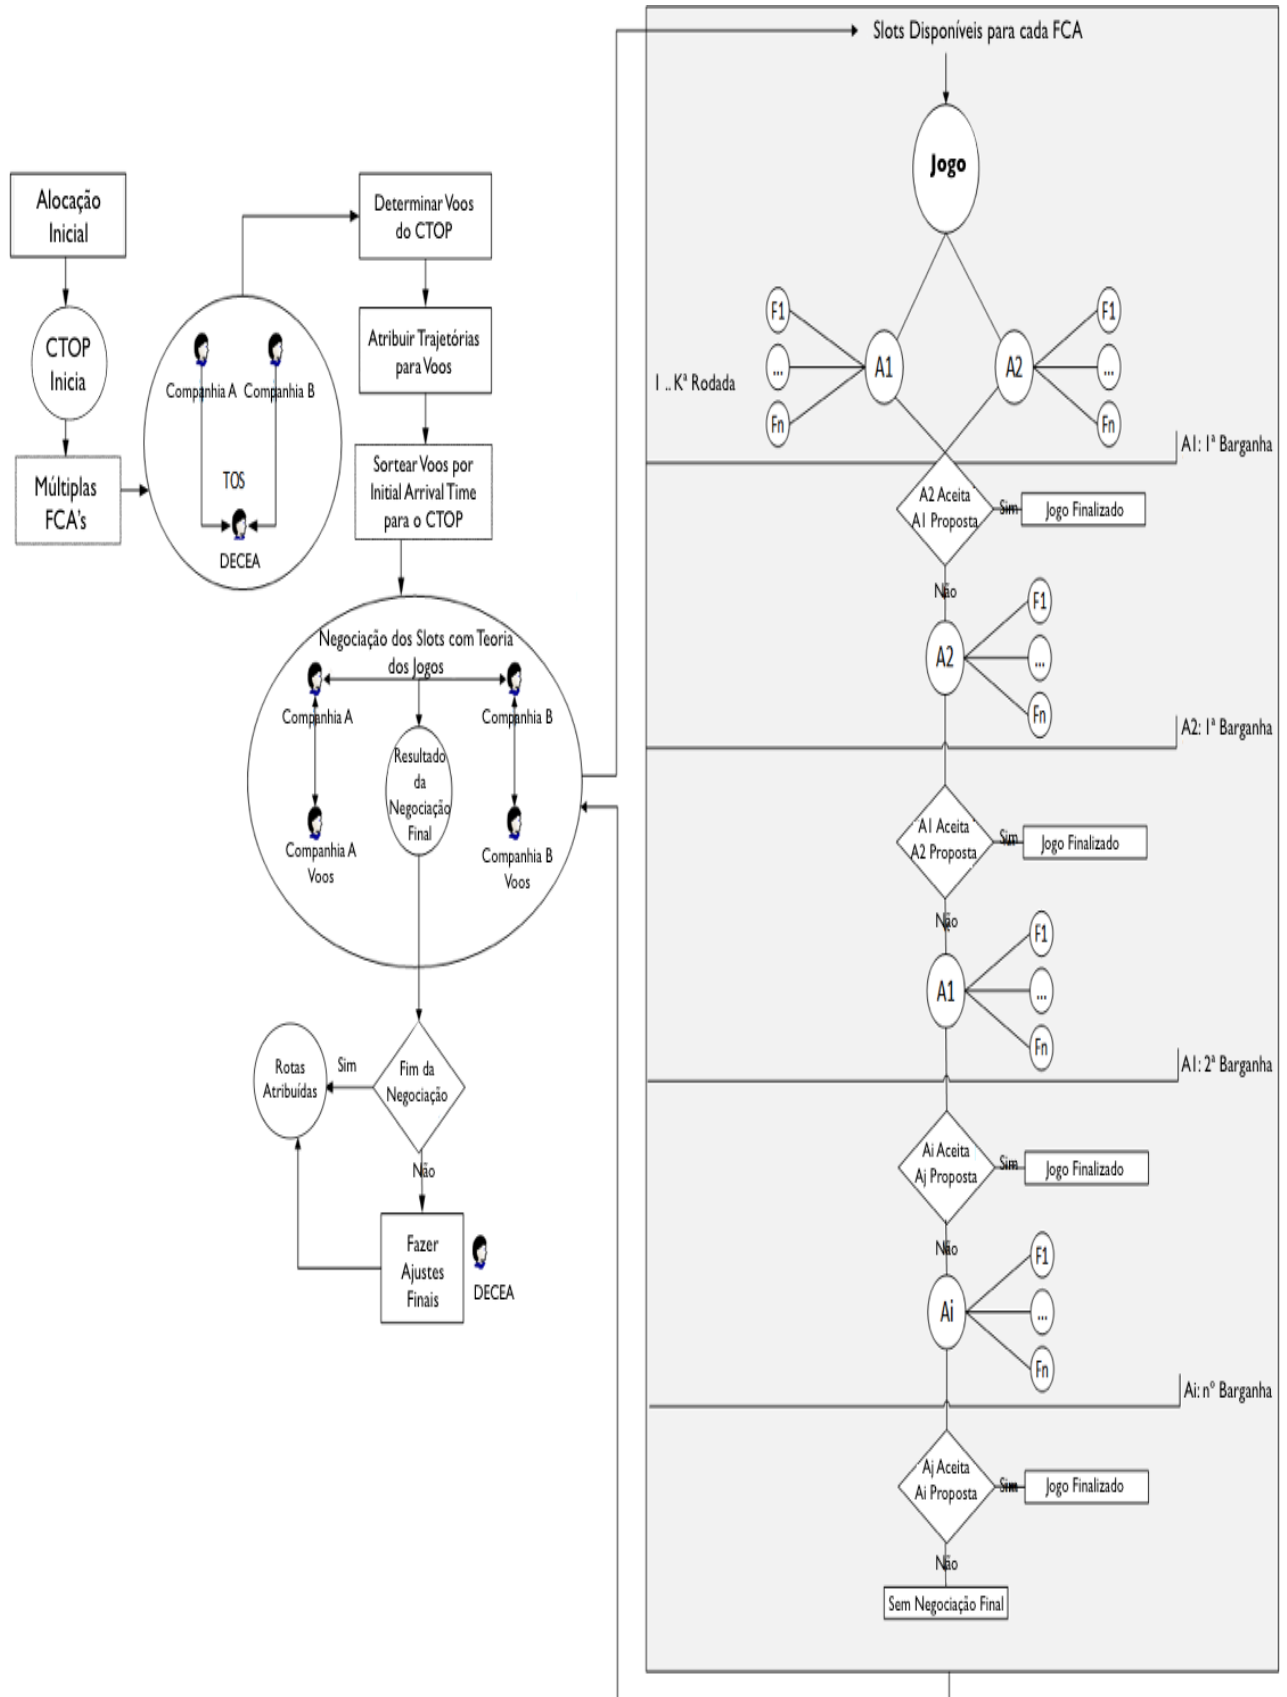 Alocação
Inicial
CTOP
Inicia
Múltiplas
FCA's
Companhia A
Companhia B
TOS
DECEA
Determinar Voos
do CTOP
Atribuir Trajetórias
para Voos
Sortear Voos por
Initial Arrival Time
para o CTOP
Negociação dos Slots com Teoria
dos Jogos
Companhia A
Companhia B
Resultado
da
Negociação
Final
Companhia A
Voos
Companhia B
Voos
Fim da
Negociação
Sim
Rotas
Atribuídas
Não
Fazer
Ajustes
Finais
DECEA
Slots Disponíveis para cada FCA
Jogo
1 .. Kª Rodada
F1
...
Fn
A1
A2
F1
...
Fn
A1: 1ª Barganha
A2 Aceita
A1 Proposta
Sim
Jogo Finalizado
Não
A2
F1
...
Fn
A2: 1ª Barganha
A1 Aceita
A2 Proposta
Sim
Jogo Finalizado
Não
A1
F1
...
Fn
A1: 2ª Barganha
Ai Aceita
Aj Proposta
Sim
Jogo Finalizado
Não
Ai
F1
...
Fn
Ai: nº Barganha
Aj Aceita
Ai Proposta
Sim
Jogo Finalizado
Não
Sem Negociação Final